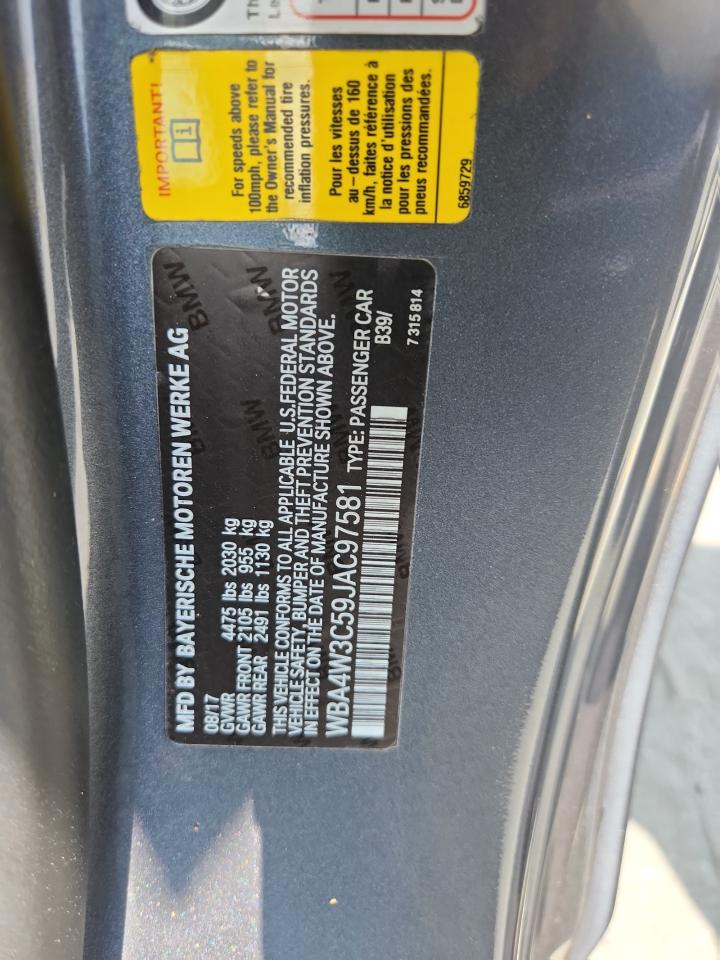 MFD BY BAYERISCHE MOTOREN WERKE AG
08/17
GVWR 4475 lbs 2030 kg
GAWR FRONT 2105 lbs 955 kg
GAWR REAR 2491 lbs 1130 kg
THIS VEHICLE CONFORMS TO ALL APPLICABLE U.S. FEDERAL MOTOR
VEHICLE SAFETY, BUMPER AND THEFT PREVENTION STANDARDS
IN EFFECT ON THE DATE OF MANUFACTURE SHOWN ABOVE.
WBA4W3C59JAC97581 TYPE: PASSENGER CAR
B39/
7 315 814
BMW
BMW
BMW
BMW
IMPORTANT!
i
For speeds above
100mph, please refer to
the Owner's Manual for
recommended tire
inflation pressures.
Pour les vitesses
au-dessus de 160
km/h, faites référence à
la notice d'utilisation
pour les pressions des
pneus recommandées.
6859729